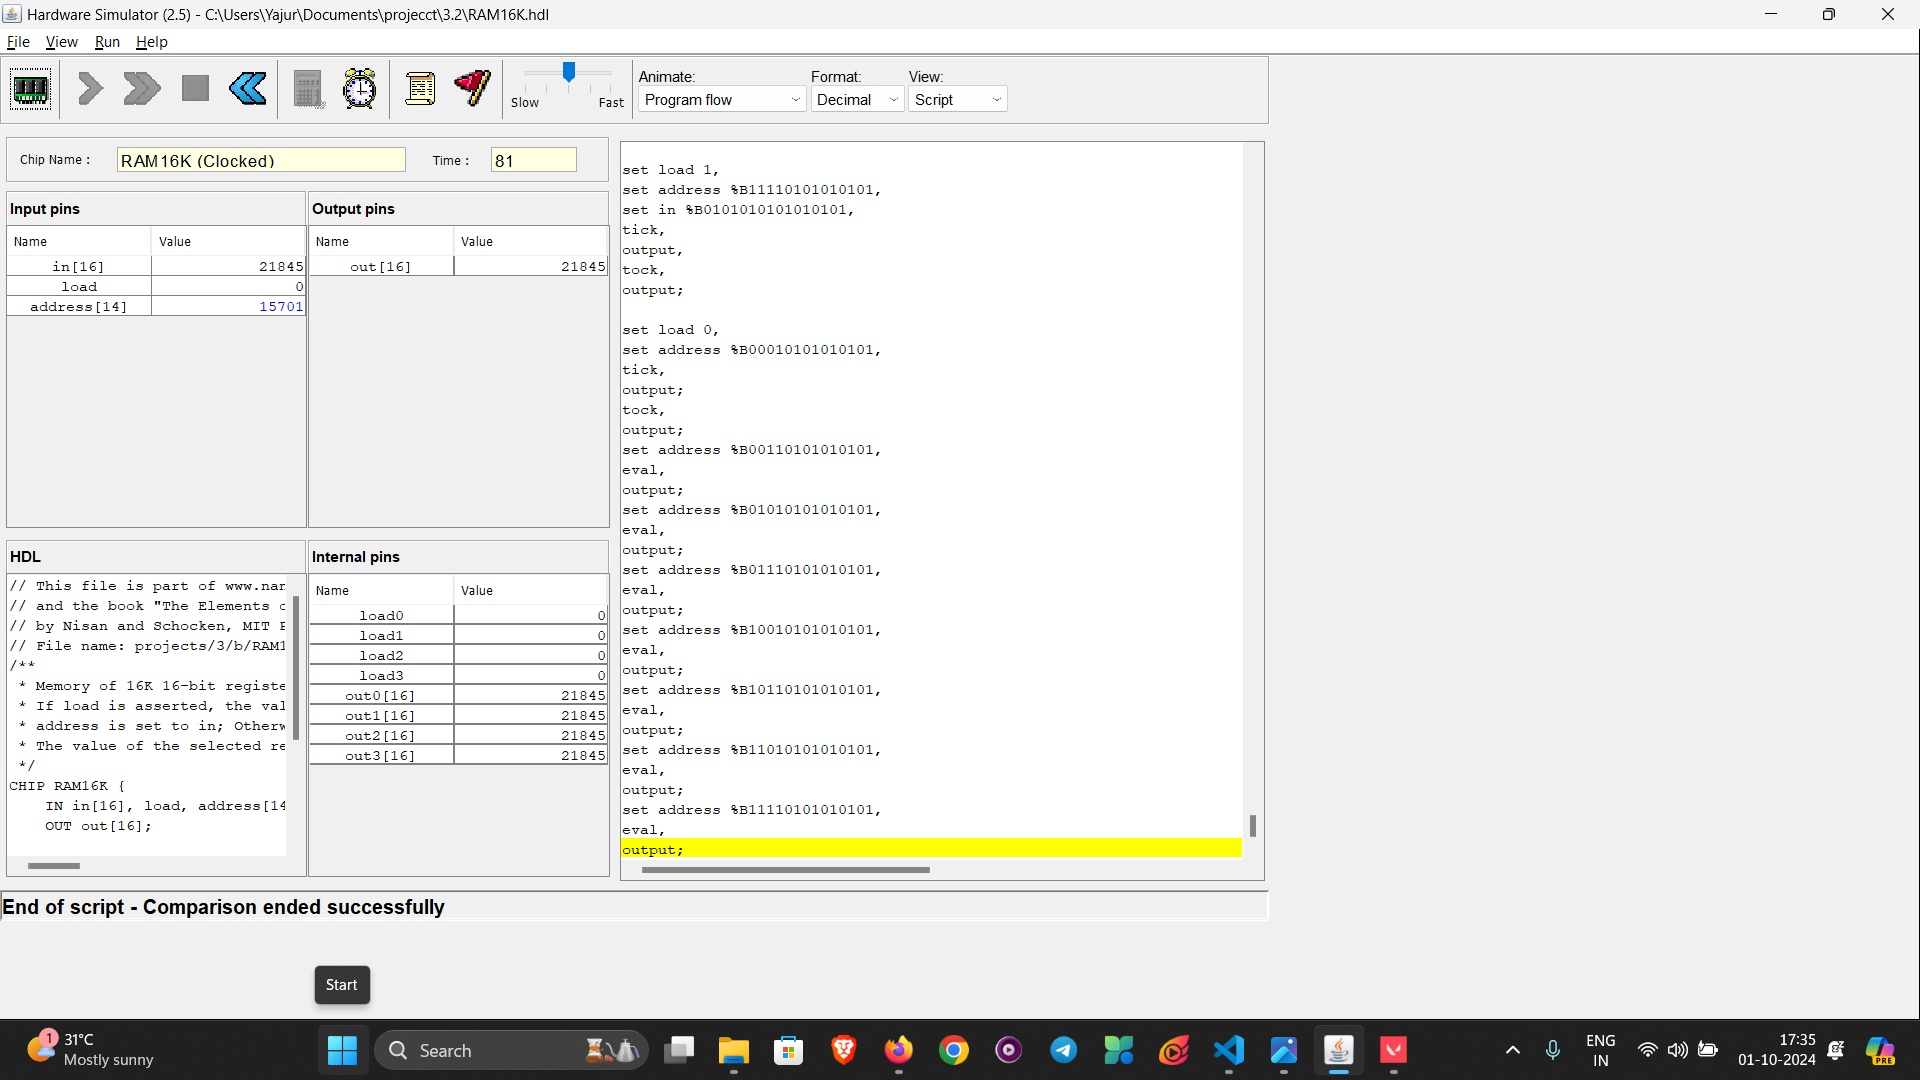 Hardware Simulator (2.5) - C:\Users\Yajur\Documents\projecct\3.2\RAM16K.hdl
File View Run Help
Slow Fast
Animate: Format: View:
Program flow Decimal Script
Chip Name : RAM16K (Clocked) Time : 81
Input pins
Name Value
in[16] 21845
load 0
address[14] 15701
Output pins
Name Value
out[16] 21845
HDL
// This file is part of www.nan
// and the book "The Elements o
// by Nisan and Schocken, MIT P
// File name: projects/3/b/RAM1
/**
* Memory of 16K 16-bit registe
* If load is asserted, the val
* address is set to in; Otherw
* The value of the selected re
*/
CHIP RAM16K {
IN in[16], load, address[14
OUT out[16];
Internal pins
Name Value
load0 0
load1 0
load2 0
load3 0
out0[16] 21845
out1[16] 21845
out2[16] 21845
out3[16] 21845
set load 1,
set address %B11110101010101,
set in %B0101010101010101,
tick,
output,
tock,
output;
set load 0,
set address %B00010101010101,
tick,
output;
tock,
output;
set address %B00110101010101,
eval,
output;
set address %B01010101010101,
eval,
output;
set address %B01110101010101,
eval,
output;
set address %B10010101010101,
eval,
output;
set address %B10110101010101,
eval,
output;
set address %B11010101010101,
eval,
output;
set address %B11110101010101,
eval,
output;
End of script - Comparison ended successfully
Start
1
31°C
Mostly sunny
Search
ENG
IN
17:35
01-10-2024
PRE